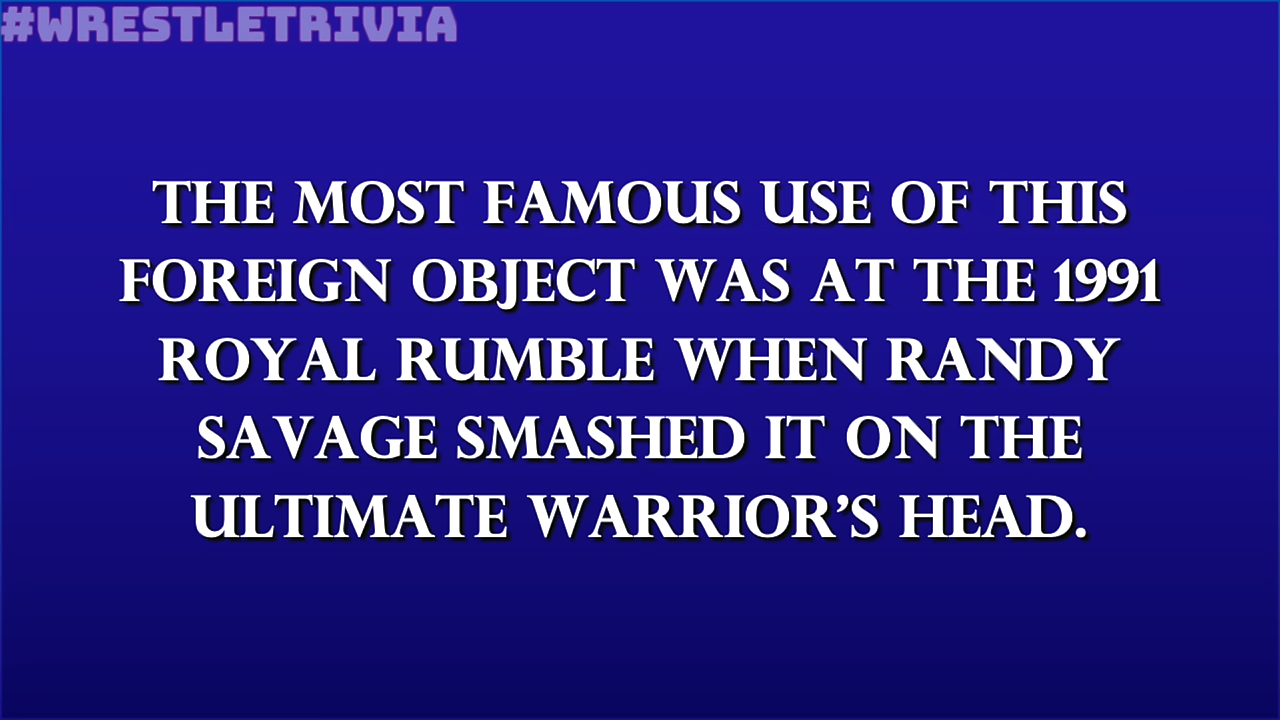 #WRESTLETRIVIA
THE MOST FAMOUS USE OF THIS
FOREIGN OBJECT WAS AT THE 1991
ROYAL RUMBLE WHEN RANDY
SAVAGE SMASHED IT ON THE
ULTIMATE WARRIOR’S HEAD.